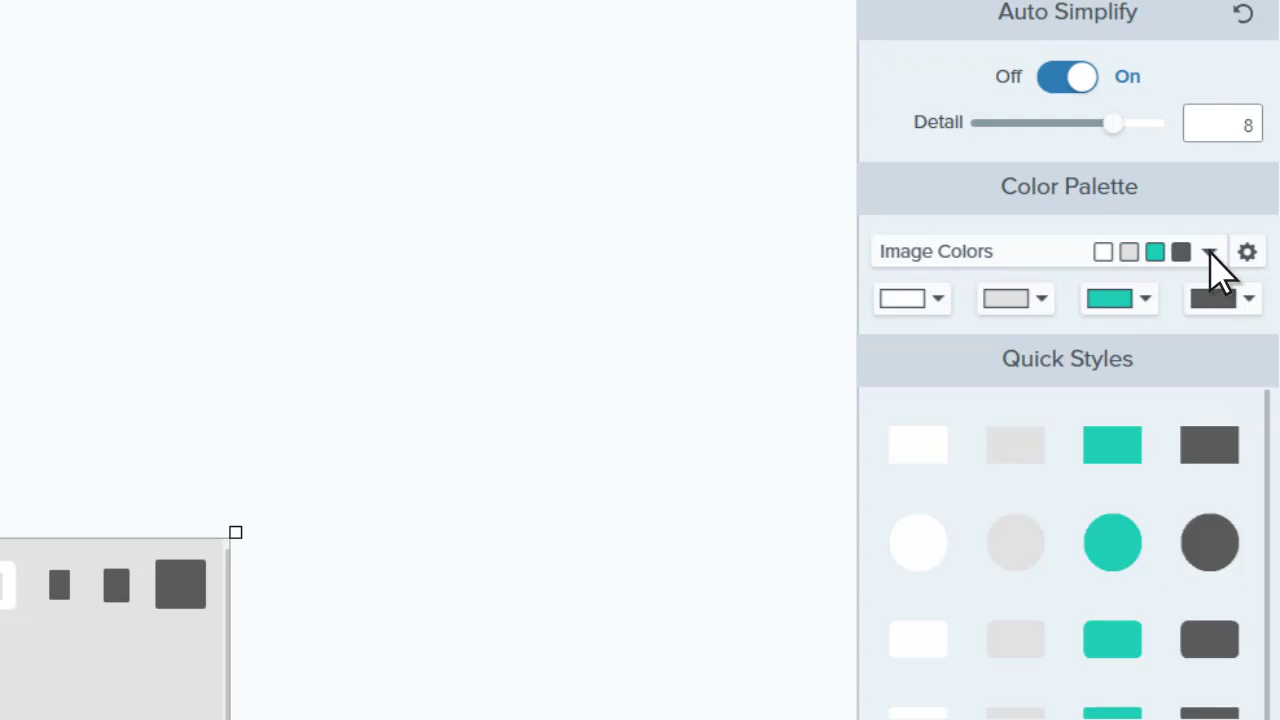 Auto Simplify
Off On
Detail 8
Color Palette
Image Colors
Quick Styles